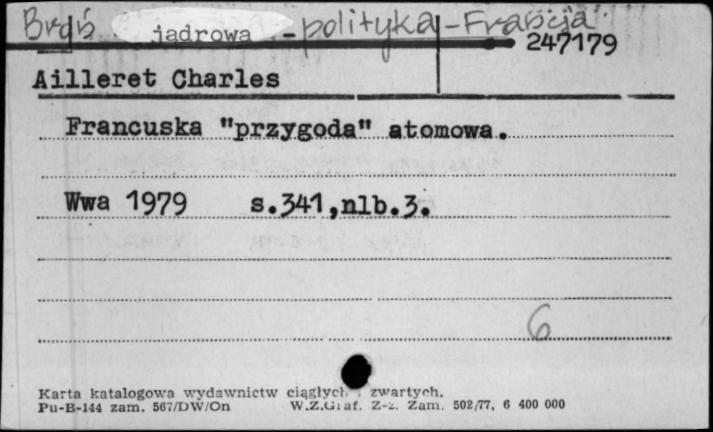 Broń jadrowa - polityka - Francja
247179
Ailleret Charles
Francuska "przygoda" atomowa.
Wwa 1979 s.341,nlb.3.
6
Karta katalogowa wydawnictw ciągłych i zwartych.
Pu-B-144 zam. 567/DW/On W.Z.Graf. Z-z. Zam. 502/77, 6 400 000